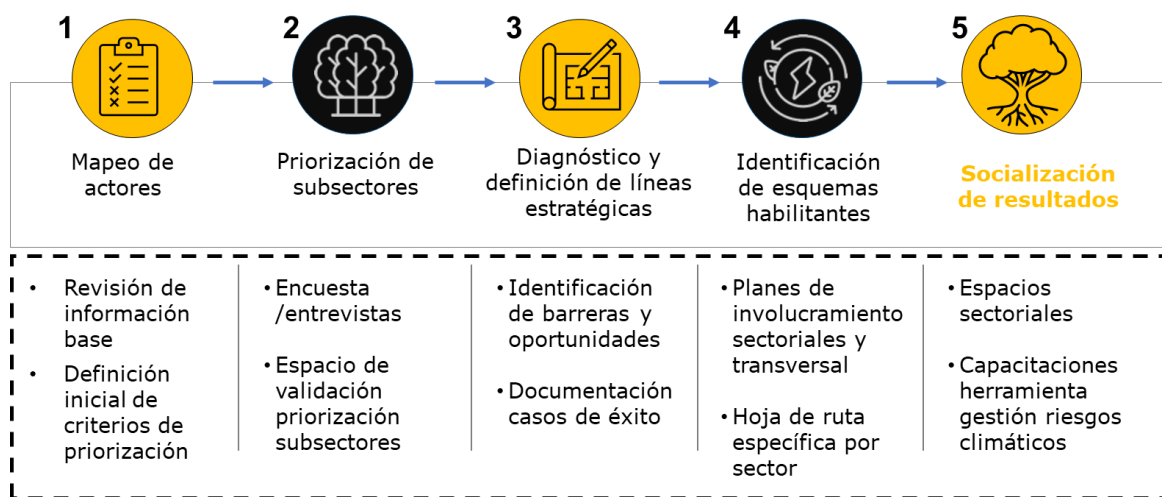 1
Mapeo de
actores
2
Priorización de
subsectores
3
Diagnóstico y
definición de líneas
estratégicas
4
Identificación
de esquemas
habilitantes
5
Socialización
de resultados
• Revisión de
información
base
• Definición
inicial de
criterios de
priorización
• Encuesta
/entrevistas
• Espacio de
validación
priorización
subsectores
• Identificación
de barreras y
oportunidades
• Documentación
casos de éxito
• Planes de
involucramiento
sectoriales y
transversal
• Hoja de ruta
específica por
sector
• Espacios
sectoriales
• Capacitaciones
herramienta
gestión riesgos
climáticos